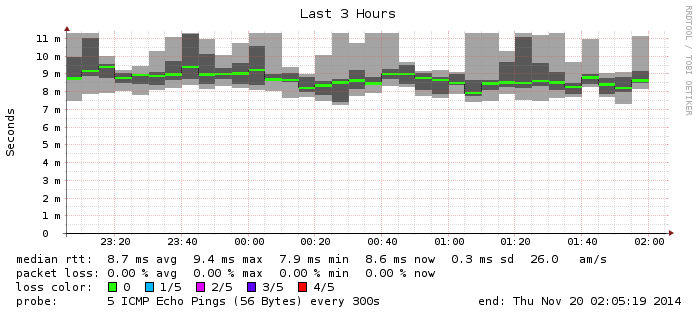 Last 3 Hours
RRDTOOL / TOBI OETIKER
Seconds
11 m
10 m
9 m
8 m
7 m
6 m
5 m
4 m
3 m
2 m
1 m
0
23:20 23:40 00:00 00:20 00:40 01:00 01:20 01:40 02:00
median rtt: 8.7 ms avg 9.4 ms max 7.9 ms min 8.6 ms now 0.3 ms sd 26.0 am/s
packet loss: 0.00 % avg 0.00 % max 0.00 % min 0.00 % now
loss color: 0 1/5 2/5 3/5 4/5
probe: 5 ICMP Echo Pings (56 Bytes) every 300s end: Thu Nov 20 02:05:19 2014